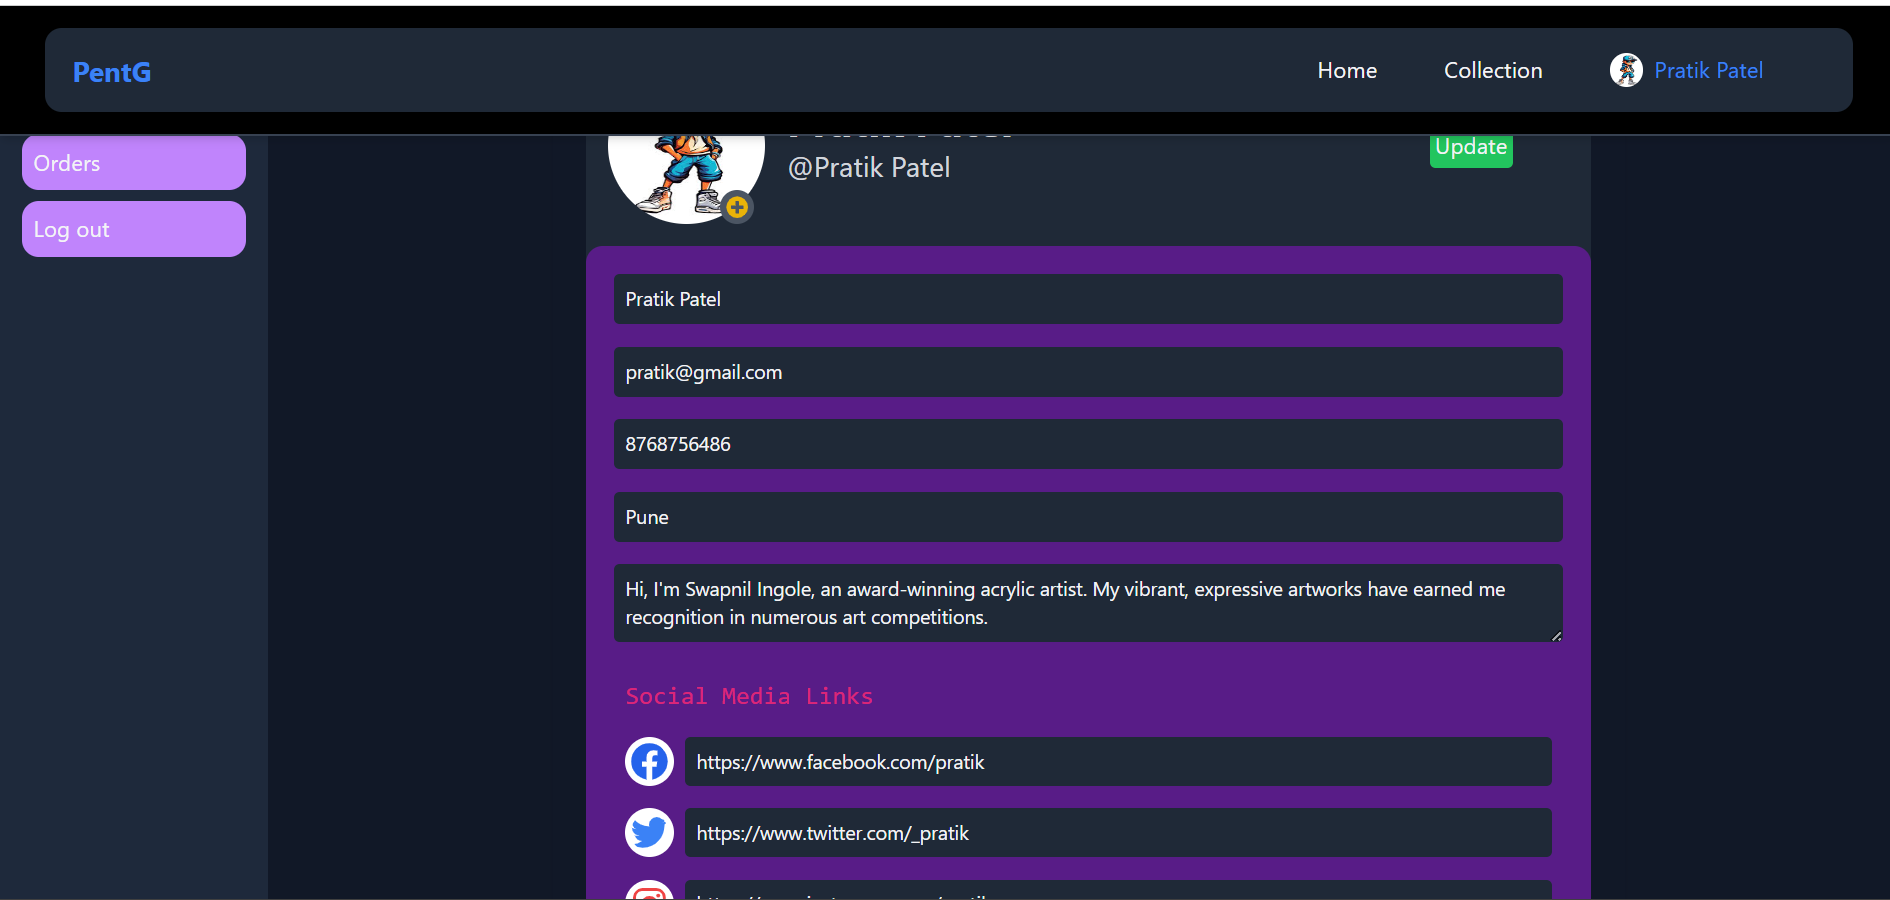 PentG
Home
Collection
Pratik Patel
Orders
Log out
@Pratik Patel
Update
Pratik Patel
pratik@gmail.com
8768756486
Pune
Hi, I'm Swapnil Ingole, an award-winning acrylic artist. My vibrant, expressive artworks have earned me
recognition in numerous art competitions.
Social Media Links
https://www.facebook.com/pratik
https://www.twitter.com/_pratik